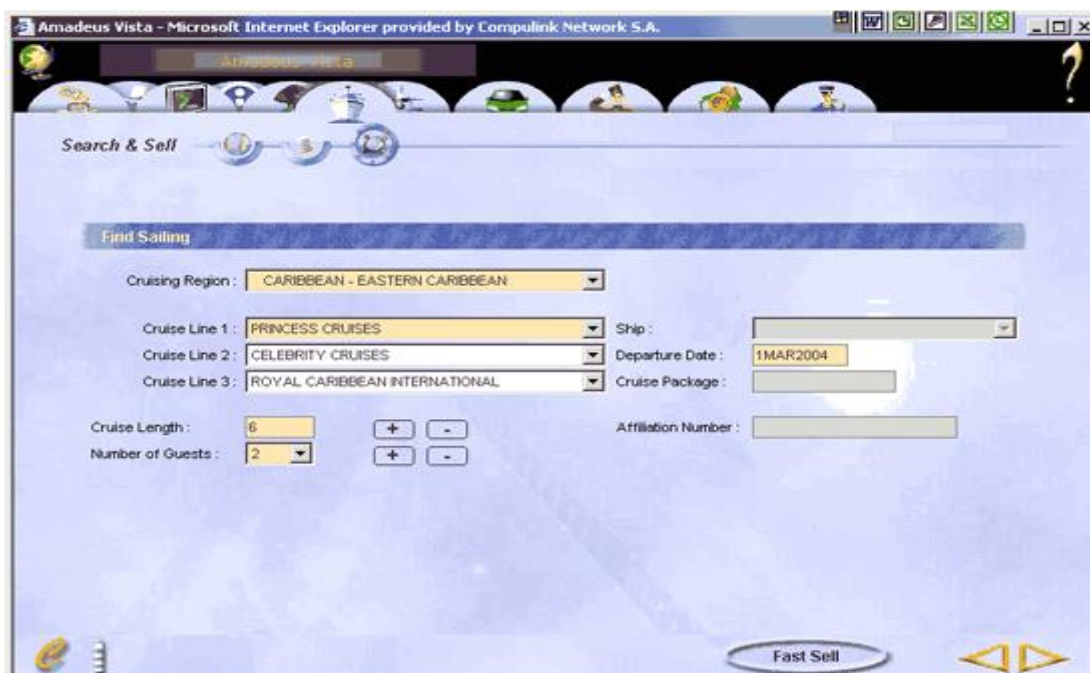 Amadeus Vista - Microsoft Internet Explorer provided by Compulink Network S.A.
Amadeus Vista
Search & Sell
Find Sailing
Cruising Region : CARIBBEAN - EASTERN CARIBBEAN
Cruise Line 1 : PRINCESS CRUISES Ship :
Cruise Line 2 : CELEBRITY CRUISES Departure Date : 1MAR2004
Cruise Line 3 : ROYAL CARIBBEAN INTERNATIONAL Cruise Package :
Cruise Length : 6 + - Affiliation Number :
Number of Guests : 2 + -
Fast Sell